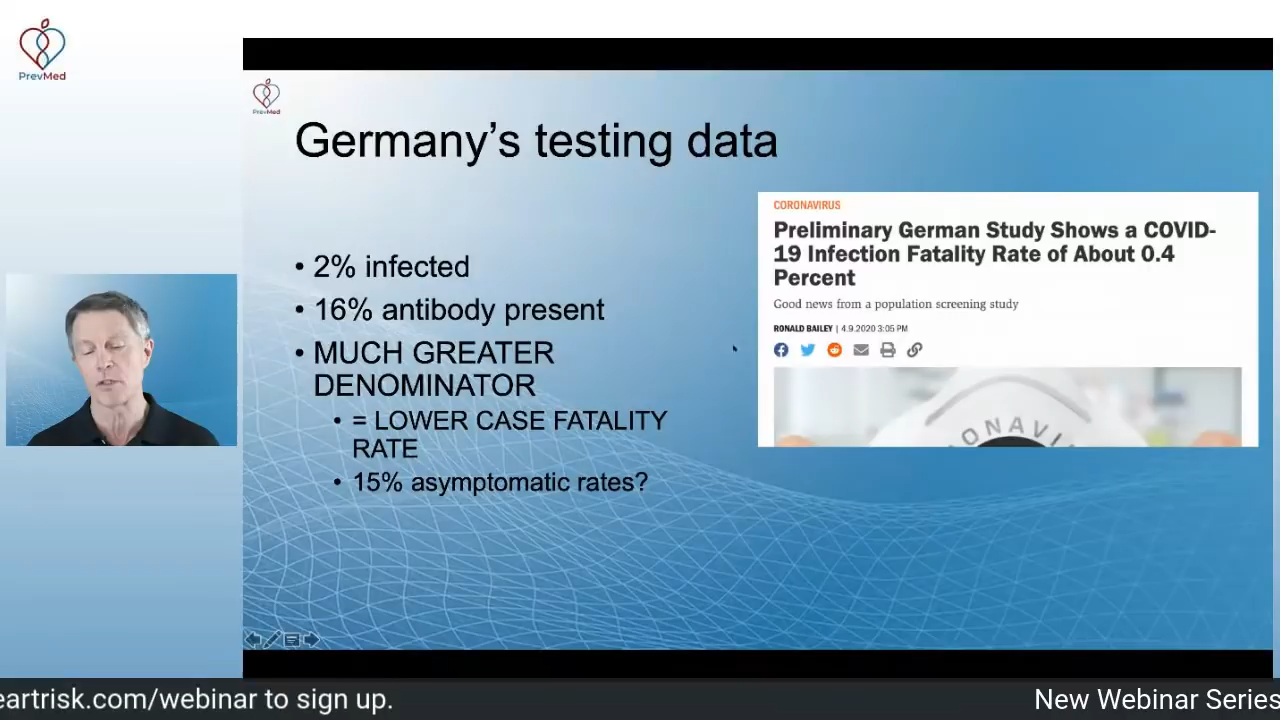 PrevMed
PrevMed
Germany's testing data
• 2% infected
• 16% antibody present
• MUCH GREATER
DENOMINATOR
• = LOWER CASE FATALITY
RATE
• 15% asymptomatic rates?
CORONAVIRUS
Preliminary German Study Shows a COVID-
19 Infection Fatality Rate of About 0.4
Percent
Good news from a population screening study
RONALD BAILEY | 4.9.2020 3:05 PM
ONAVI
eartrisk.com/webinar to sign up.
New Webinar Series